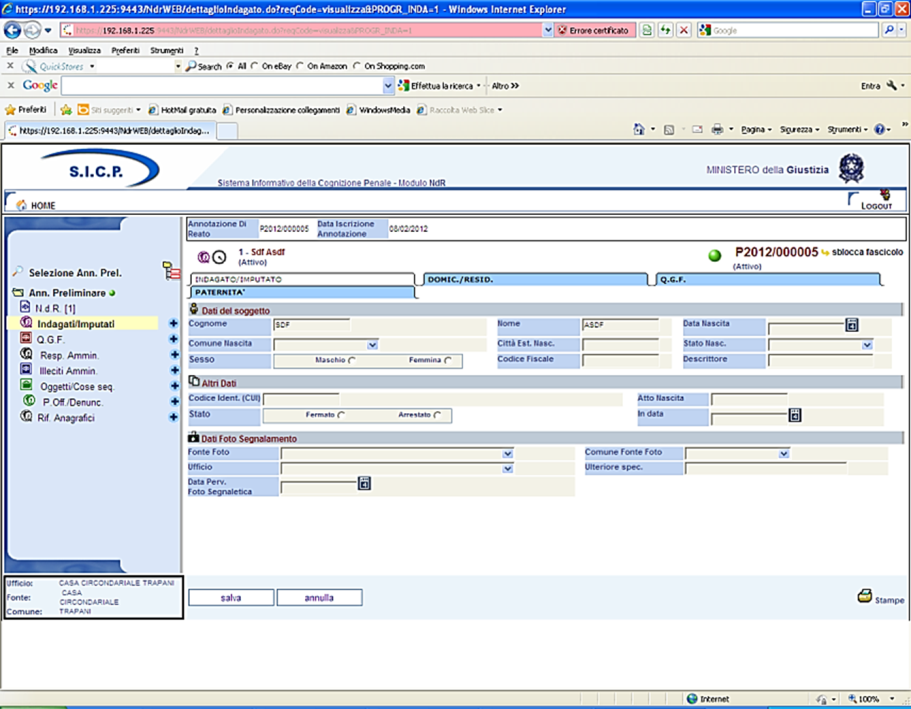 https://192.168.1.225:9443/NdrWEB/dettaglioIndagato.do?reqCode=visualizza&PROGR_INDA=1 - Windows Internet Explorer
https://192.168.1.225:9443/NdrWEB/dettaglioIndagato.do?reqCode=visualizza&PROGR_INDA=1 Errore certificato Google
File Modifica Visualizza Preferiti Strumenti ?
QuickStores Search All On eBay On Amazon On Shopping.com
Google Effettua la ricerca Altro >> Entra
Preferiti Siti suggeriti HotMail gratuita Personalizzazione collegamenti WindowsMedia Raccolta Web Slice
https://192.168.1.225:9443/NdrWEB/dettaglioIndag... Pagina Sicurezza Strumenti
S.I.C.P. MINISTERO della Giustizia
Sistema Informativo della Cognizione Penale - Modulo NdR
HOME LOGOUT
Annotazione Di Reato P2012/000005 Data Iscrizione Annotazione 08/02/2012
1 - Sdf Asdf P2012/000005 sblocca fascicolo
(Attivo) (Attivo)
Selezione Ann. Prel.
Ann. Preliminare
N.d.R. [1]
Indagati/Imputati
Q.G.F.
Resp. Ammin.
Illeciti Ammin.
Oggetti/Cose seq.
P.Off./Denunc.
Rif. Anagrafici
INDAGATO/IMPUTATO DOMIC./RESID. Q.G.F.
PATERNITA'
Dati del soggetto
Cognome SDF Nome ASDF Data Nascita
Comune Nascita Città Est. Nasc. Stato Nasc.
Sesso Maschio Femmina Codice Fiscale Descrittore
Altri Dati
Codice Ident. (CUI) Atto Nascita
Stato Fermato Arrestato In data
Dati Foto Segnalamento
Fonte Foto Comune Fonte Foto
Ufficio Ulteriore spec.
Data Perv.
Foto Segnaletica
Ufficio: CASA CIRCONDARIALE TRAPANI
Fonte: CASA CIRCONDARIALE
Comune: TRAPANI
salva annulla Stampe
Internet 100%